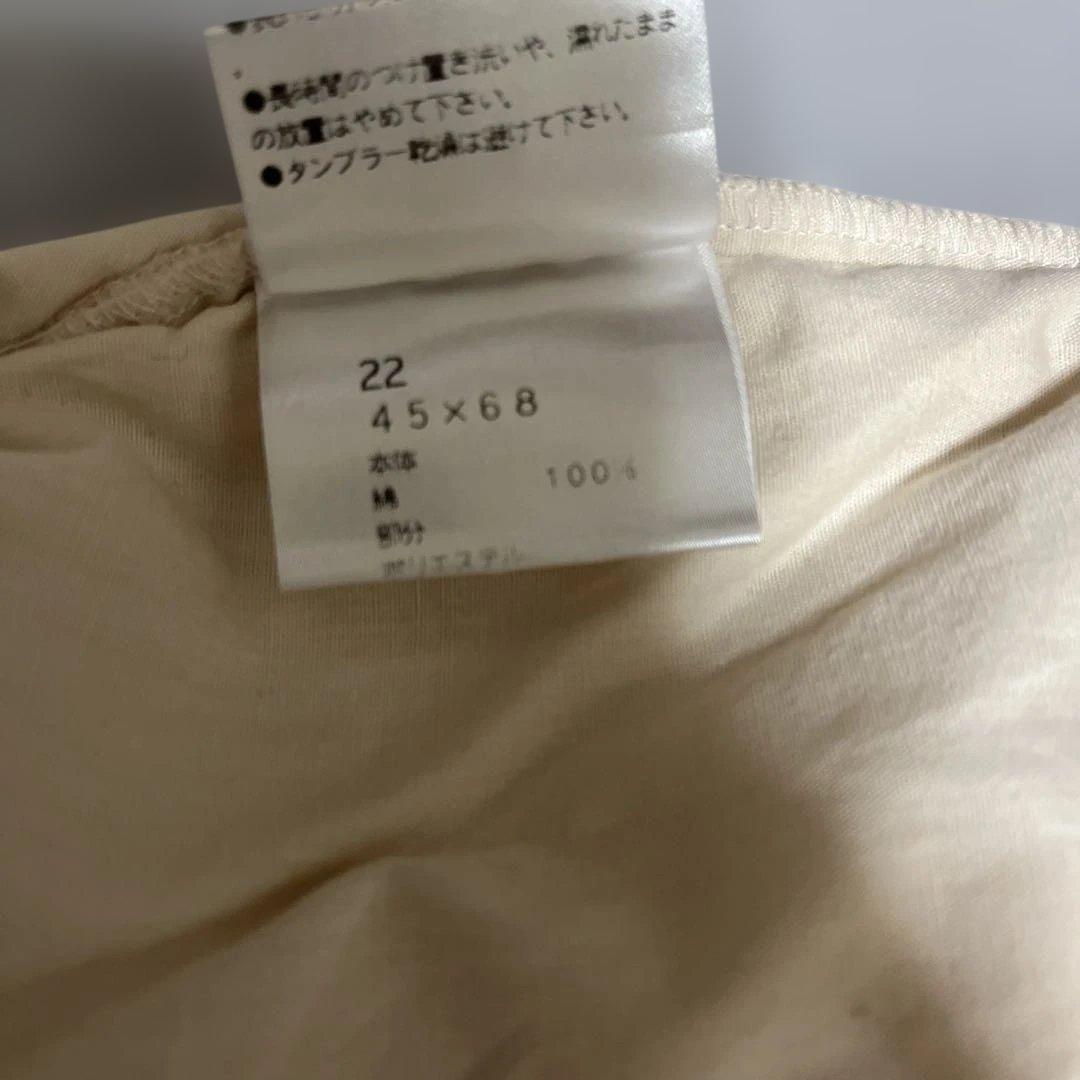 ●長時間のつけ置き洗いや、濡れたまま
の放置はやめて下さい。
●タンブラー乾燥は避けて下さい。
22
45×68
本体
綿 100%
部分
ポリエステル